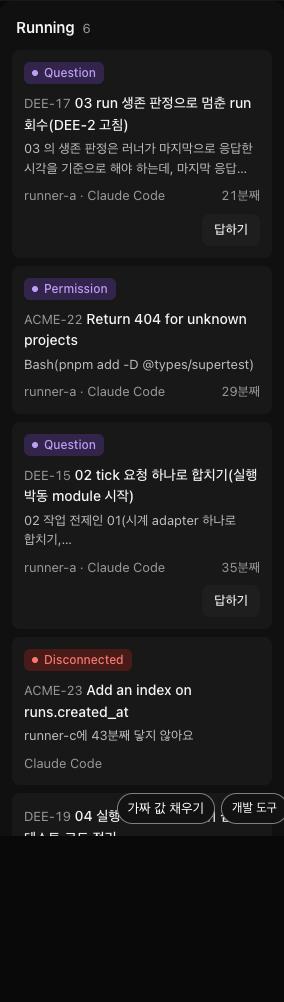 Running 6
Question
DEE-17 03 run 생존 판정으로 멈춘 run
회수(DEE-2 고침)
03 의 생존 판정은 러너가 마지막으로 응답한
시각을 기준으로 해야 하는데, 마지막 응답...
runner-a · Claude Code 21분째
답하기
Permission
ACME-22 Return 404 for unknown
projects
Bash(pnpm add -D @types/supertest)
runner-a · Claude Code 29분째
Question
DEE-15 02 tick 요청 하나로 합치기(실행
박동 module 시작)
02 작업 전제인 01(시계 adapter 하나로
합치기,...
runner-a · Claude Code 35분째
답하기
Disconnected
ACME-23 Add an index on
runs.created_at
runner-c에 43분째 닿지 않아요
Claude Code
DEE-19 04 실행
가짜 값 채우기 개발 도구